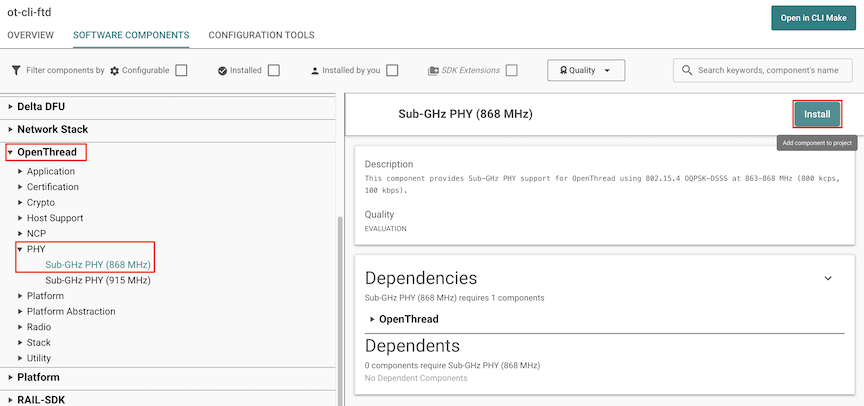 ot-cli-ftd
Open in CLI Make
OVERVIEW SOFTWARE COMPONENTS CONFIGURATION TOOLS
Filter components by Configurable Installed Installed by you SDK Extensions Quality Search keywords, component's name
Delta DFU
Network Stack
OpenThread
Application
Certification
Crypto
Host Support
NCP
PHY
Sub-GHz PHY (868 MHz)
Sub-GHz PHY (915 MHz)
Platform
Platform Abstraction
Radio
Stack
Utility
Platform
RAIL-SDK
Sub-GHz PHY (868 MHz)
Install
Add component to project
Description
This component provides Sub-GHz PHY support for OpenThread using 802.15.4 OQPSK-DSSS at 863-868 MHz (800 kcps,
100 kbps).
Quality
EVALUATION
Dependencies
Sub-GHz PHY (868 MHz) requires 1 components
OpenThread
Dependents
0 components require Sub-GHz PHY (868 MHz)
No Dependent Components